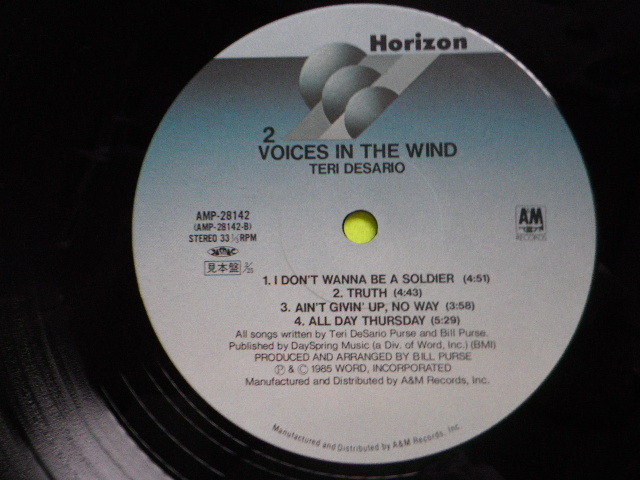 Horizon
2
VOICES IN THE WIND
TERI DESARIO
AMP-28142
(AMP-28142-B)
STEREO 33 1/3 RPM
見本盤
A&M
RECORDS
1. I DON'T WANNA BE A SOLDIER (4:51)
2. TRUTH (4:43)
3. AIN'T GIVIN' UP, NO WAY (3:58)
4. ALL DAY THURSDAY (5:29)
All songs written by Teri DeSario Purse and Bill Purse.
Published by DaySpring Music (a Div. of Word, Inc.) (BMI)
PRODUCED AND ARRANGED BY BILL PURSE
℗ & © 1985 WORD, INCORPORATED
Manufactured and Distributed by A&M Records, Inc.
Manufactured and Distributed by A&M Records, Inc.